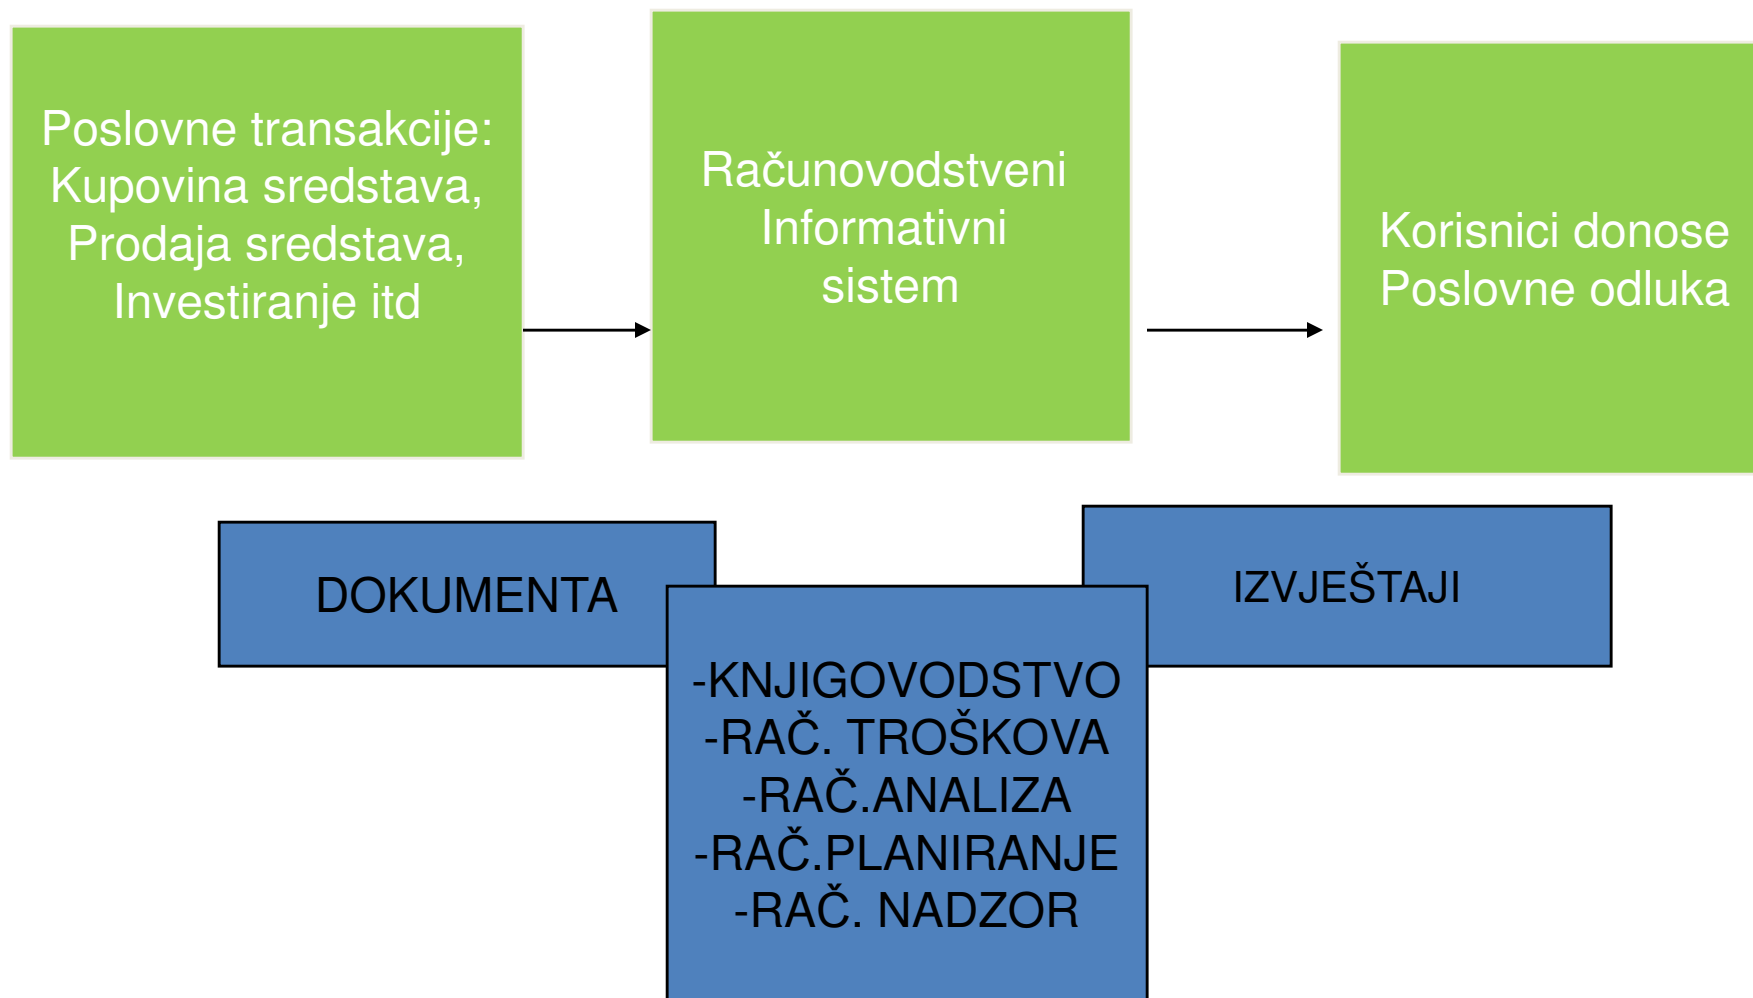 Poslovne transakcije:
Kupovina sredstava,
Prodaja sredstava,
Investiranje itd
Računovodstveni
Informativni
sistem
Korisnici donose
Poslovne odluka
DOKUMENTA
-KNJIGOVODSTVO
-RAČ. TROŠKOVA
-RAČ.ANALIZA
-RAČ.PLANIRANJE
-RAČ. NADZOR
IZVJEŠTAJI